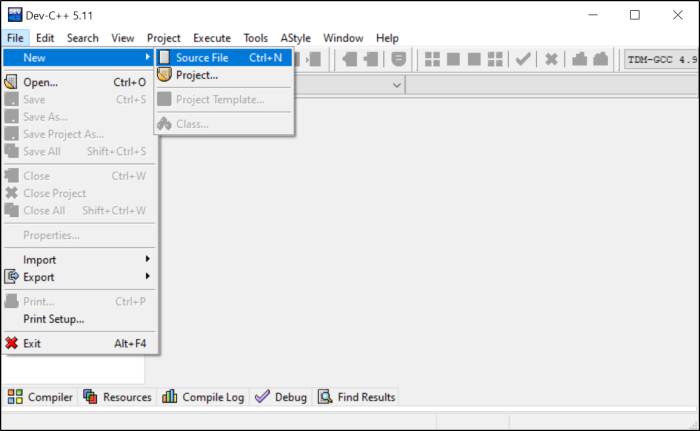 Dev-C++ 5.11
File Edit Search View Project Execute Tools AStyle Window Help
New
Source File Ctrl+N
TDM-GCC 4.9
Project...
Open... Ctrl+O
Save Ctrl+S
Project Template...
Save As...
Class...
Save Project As...
Save All Shift+Ctrl+S
Close Ctrl+W
Close Project
Close All Shift+Ctrl+W
Properties...
Import
Export
Print... Ctrl+P
Print Setup...
Exit Alt+F4
Compiler Resources Compile Log Debug Find Results